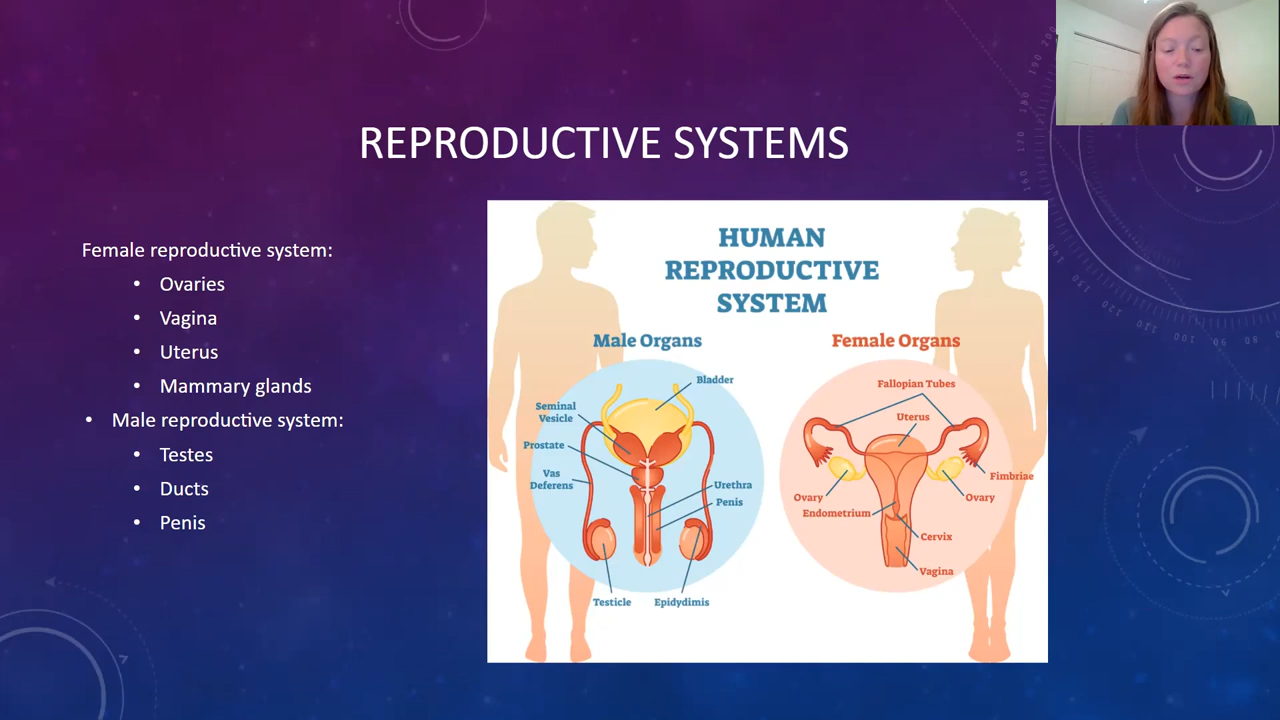 REPRODUCTIVE SYSTEMS
Female reproductive system:
• Ovaries
• Vagina
• Uterus
• Mammary glands
• Male reproductive system:
• Testes
• Ducts
• Penis
HUMAN
REPRODUCTIVE
SYSTEM
Male Organs
Bladder
Seminal
Vesicle
Prostate
Vas
Deferens
Urethra
Penis
Testicle
Epidydimis
Female Organs
Fallopian Tubes
Uterus
Fimbriae
Ovary
Ovary
Endometrium
Cervix
Vagina